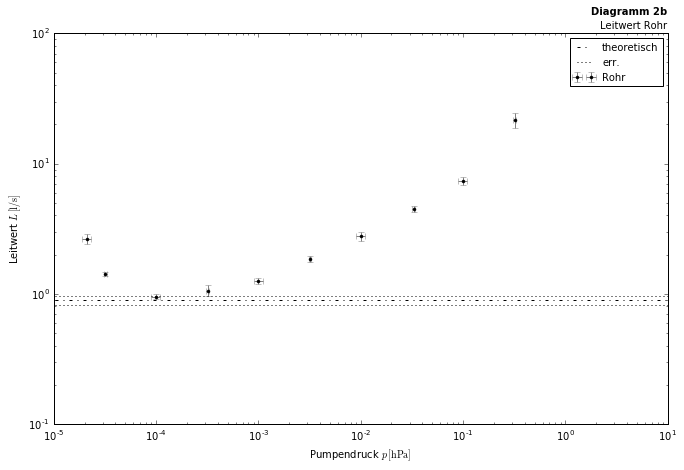 Diagramm 2b
Leitwert Rohr
theoretisch
err.
Rohr
Leitwert L [l/s]
10^2
10^1
10^0
10^-1
10^-5 10^-4 10^-3 10^-2 10^-1 10^0 10^1
Pumpendruck p [hPa]